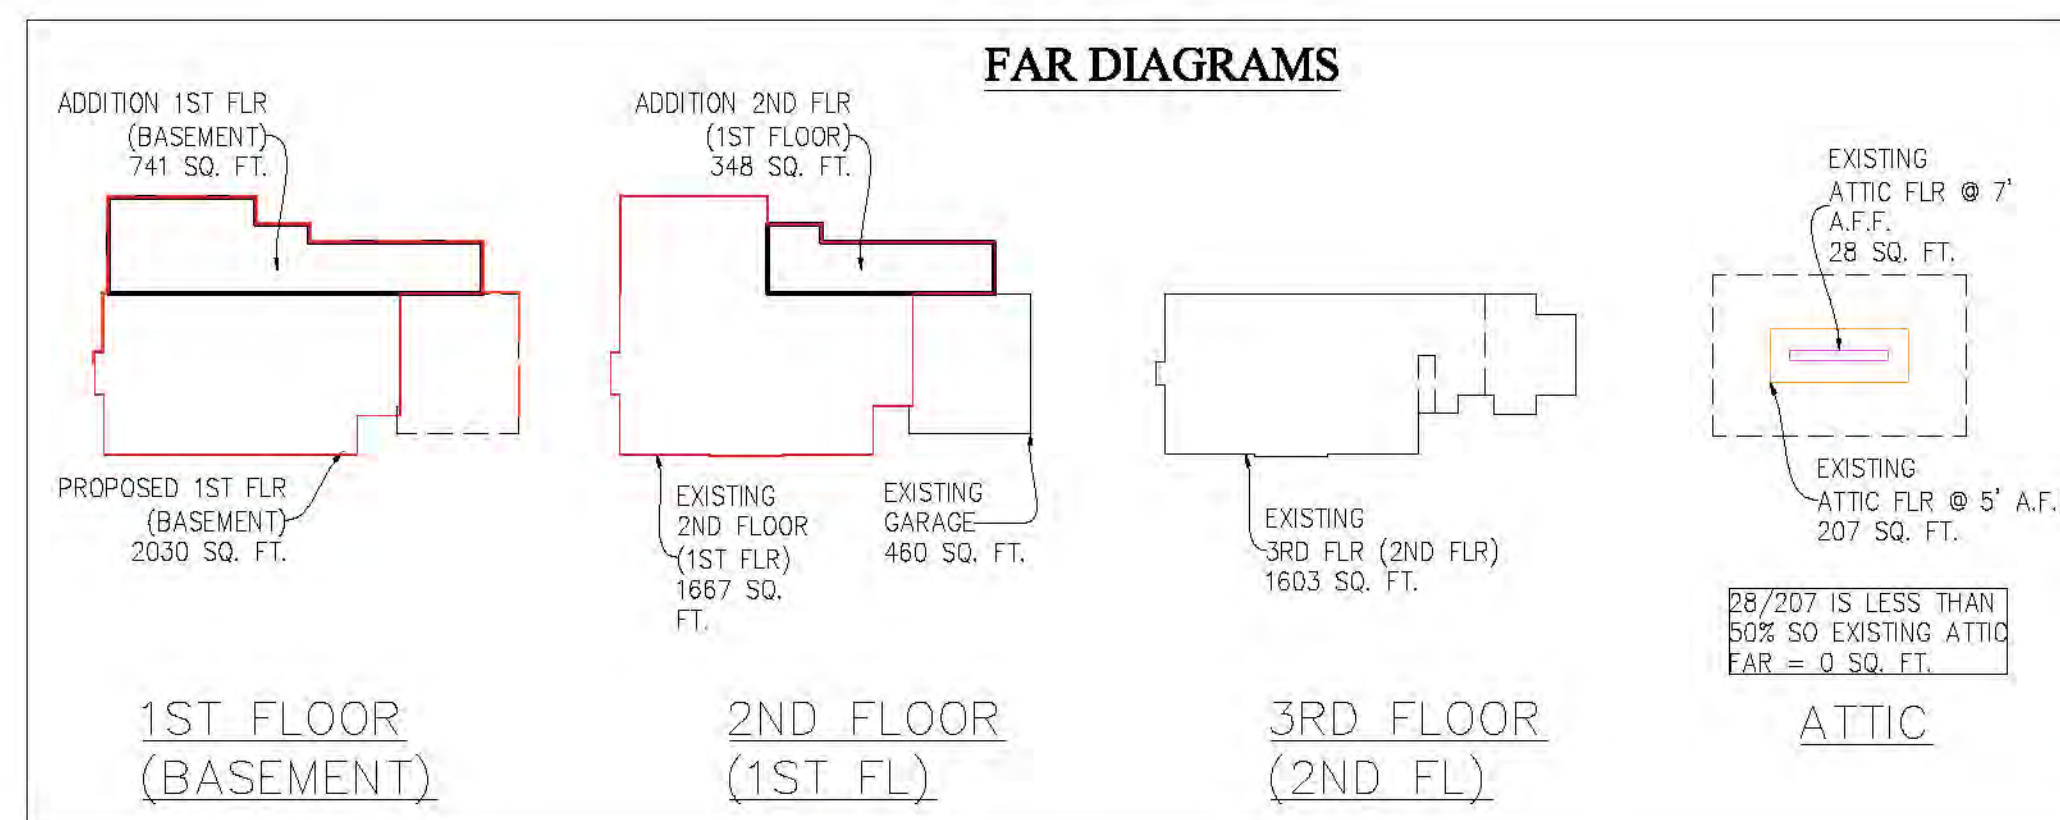 FAR DIAGRAMS
ADDITION 1ST FLR
(BASEMENT)
741 SQ. FT.
PROPOSED 1ST FLR
(BASEMENT)
2030 SQ. FT.
1ST FLOOR
(BASEMENT)
ADDITION 2ND FLR
(1ST FLOOR)
348 SQ. FT.
EXISTING
2ND FLOOR
(1ST FLR)
1667 SQ.
FT.
EXISTING
GARAGE
460 SQ. FT.
2ND FLOOR
(1ST FL)
EXISTING
3RD FLR (2ND FLR)
1603 SQ. FT.
3RD FLOOR
(2ND FL)
EXISTING
ATTIC FLR @ 7'
A.F.F.
28 SQ. FT.
EXISTING
ATTIC FLR @ 5' A.F.
207 SQ. FT.
28/207 IS LESS THAN
50% SO EXISTING ATTIC
FAR = 0 SQ. FT.
ATTIC